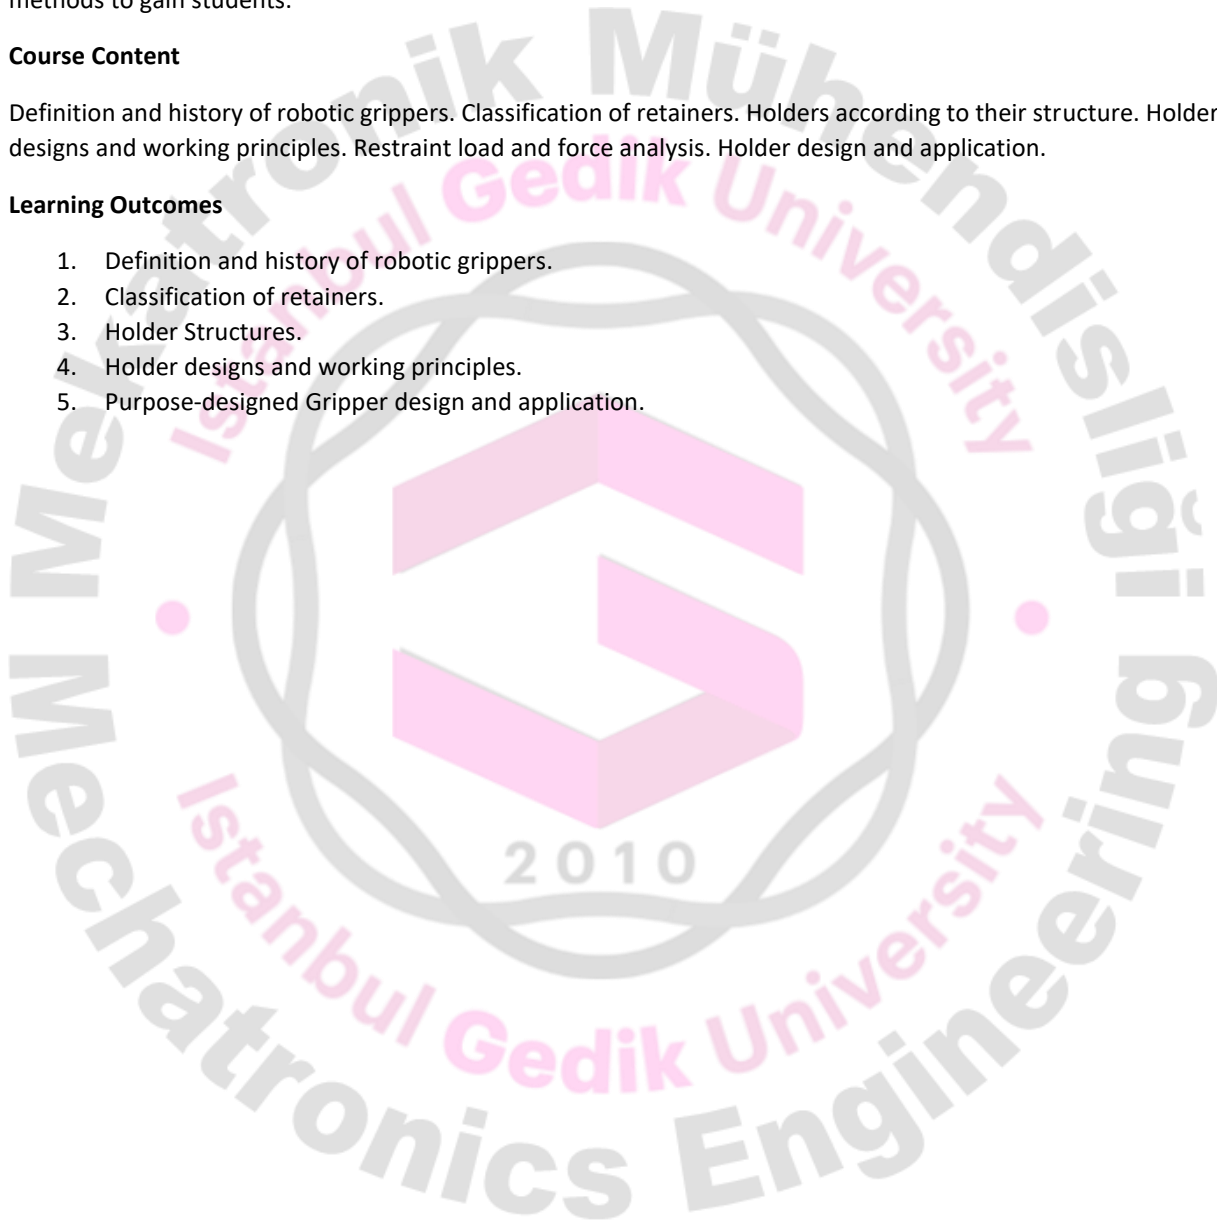 methods to gain students.
Course Content
Definition and history of robotic grippers. Classification of retainers. Holders according to their structure. Holder
designs and working principles. Restraint load and force analysis. Holder design and application.
Learning Outcomes
1. Definition and history of robotic grippers.
2. Classification of retainers.
3. Holder Structures.
4. Holder designs and working principles.
5. Purpose-designed Gripper design and application.
Mekatronik Mühendisliği
Istanbul Gedik University
2010
Istanbul Gedik University
Mechatronics Engineering